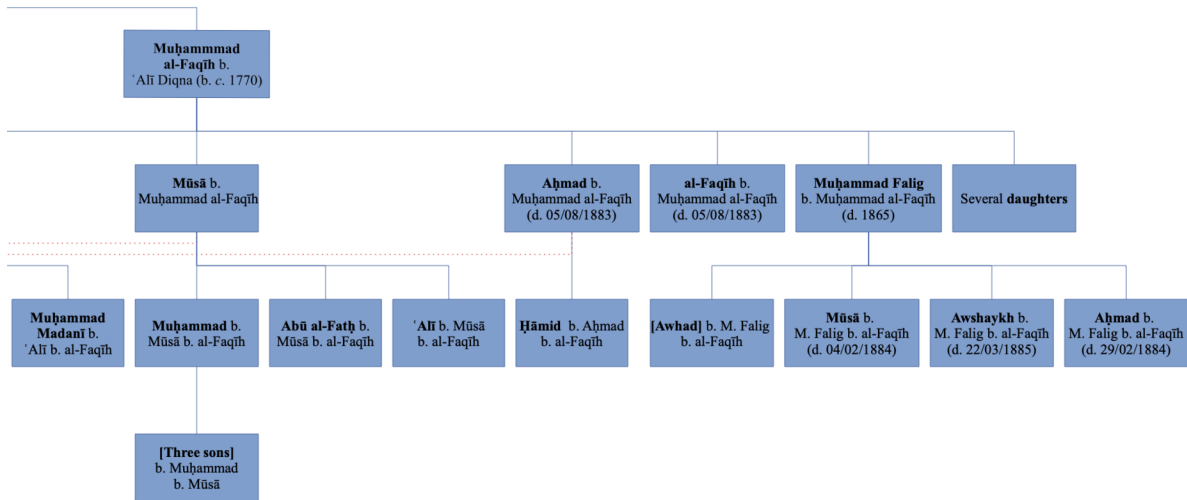 Muḥammmad
al-Faqīh b.
ʿAlī Diqna (b. c. 1770)
Mūsā b.
Muḥammad al-Faqīh
Aḥmad b.
Muḥammad al-Faqīh
(d. 05/08/1883)
al-Faqīh b.
Muḥammad al-Faqīh
(d. 05/08/1883)
Muḥammad Falig
b. Muḥammad al-Faqīh
(d. 1865)
Several daughters
Muḥammad
Madanī b.
ʿAlī b. al-Faqīh
Muḥammad b.
Mūsā b. al-Faqīh
Abū al-Fatḥ b.
Mūsā b. al-Faqīh
ʿAlī b. Mūsā
b. al-Faqīh
Ḥāmid b. Aḥmad
b. al-Faqīh
[Awhad] b. M. Falig
b. al-Faqīh
Mūsā b.
M. Falig b. al-Faqīh
(d. 04/02/1884)
Awshaykh b.
M. Falig b. al-Faqīh
(d. 22/03/1885)
Aḥmad b.
M. Falig b. al-Faqīh
(d. 29/02/1884)
[Three sons]
b. Muḥammad
b. Mūsā